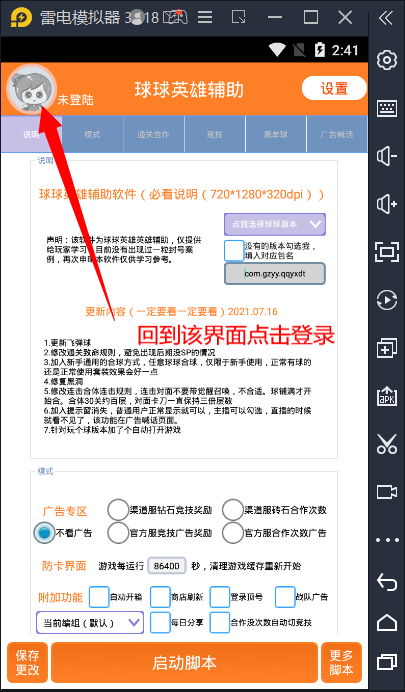 雷电模拟器
2:41
未登陆
球球英雄辅助
设置
说明
模式
通关合作
竞技
简单球
广告喊话
说明
球球英雄辅助软件（必看说明（720*1280*320dpi））
点我选择球球版本
声明：该软件为球球英雄英雄辅助，仅提供
给玩家学习。目前没有出现过一粒封号案
例，再次申明本软件仅供学习参考。
没有的版本勾选我，
填入对应包名
com.gzyy.qqyxdt
更新内容（一定要看一定要看）2021.07.16
回到该界面点击登录
1.更新飞弹球
2.修改通关致命规则，避免出现后期没SP的情况
3.加入新手通用的合球方式，任意球球合球，仅限于新手使用，正常有球的
还是正常使用套装效果会好一点
4.修复黑洞
5.修改连击合体连击规则，连击对面不要带觉醒召唤，不合适。球铺满才开
始合。合体30关约百层，对面卡刀一直保持三倍层数
6.加入提示窗消失，普通用户正常显示就可以，主播可以勾选，直播的时候
就看不见了，该功能在广告喊话页面。
7.针对玩个球版本加了个自动打开游戏
模式
广告专区
渠道服钻石竞技奖励
渠道服砖石合作次数
不看广告
官方服竞技广告奖励
官方服合作次数广告
防卡界面
游戏每运行
86400
秒，清理游戏缓存重新开始
附加功能
自动开箱
商店刷新
登录顶号
战队广告
当前编组（默认）
每日分享
合作没次数自动切竞技
保存
更改
启动脚本
更多
脚本